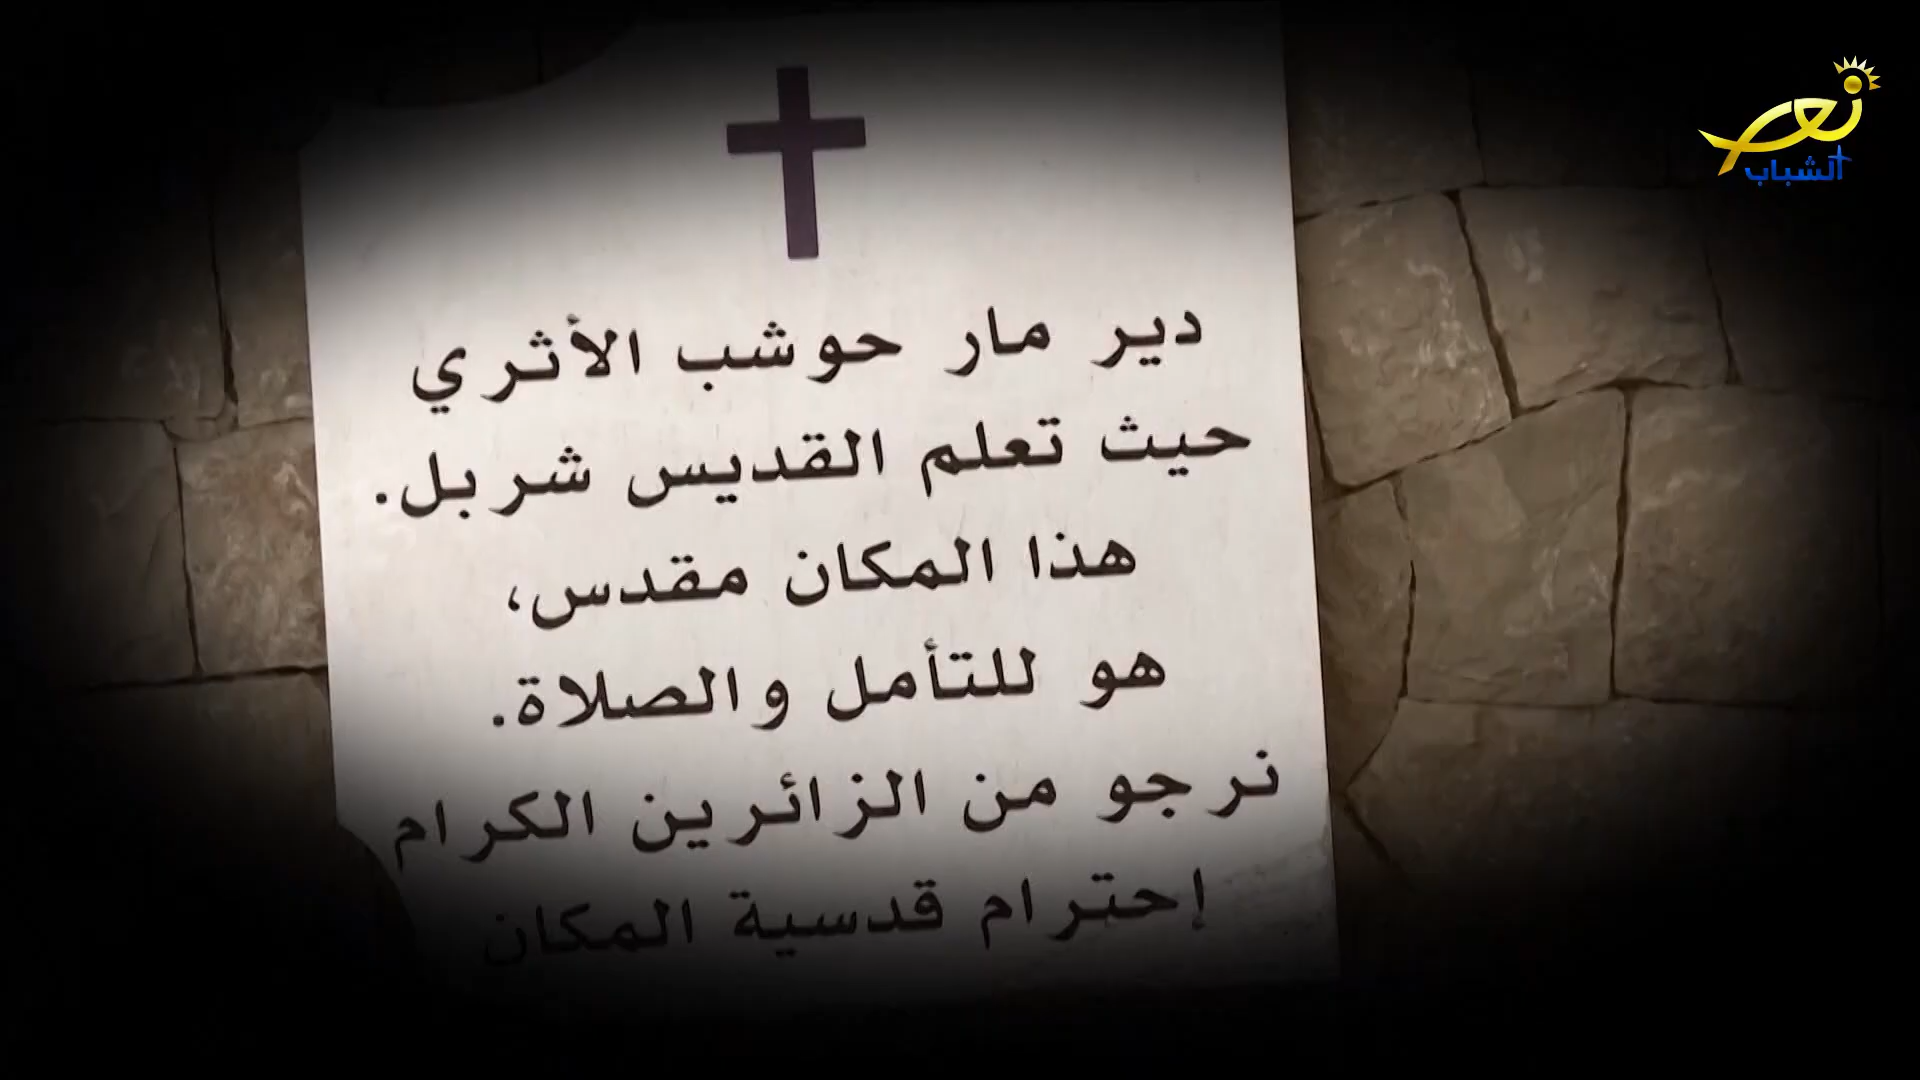 دير مار حوشب الأثري
حيث تعلم القديس شربل.
هذا المكان مقدس،
هو للتأمل والصلاة.
نرجو من الزائرين الكرام
إحترام قدسية المكان
نعم
الشباب